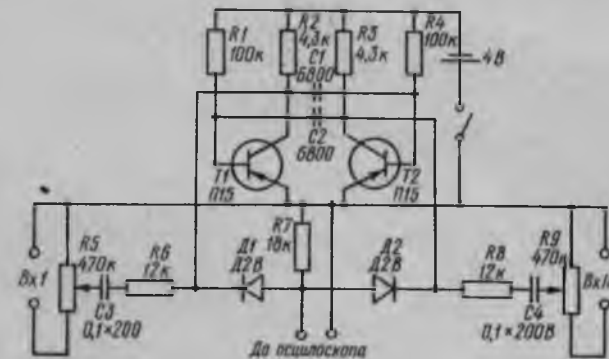 R1
100к
R2
4,3к
R3
4,3к
R4
100к
C1
6800
4В
C2
6800
T1
П15
T2
П15
R5
470к
R6
12к
R7
18к
Д1
Д2В
Д2
Д2В
R8
12к
R9
470к
Вх1
C3
0,1×200
C4
0,1×200В
Вх
До осцилоскопа